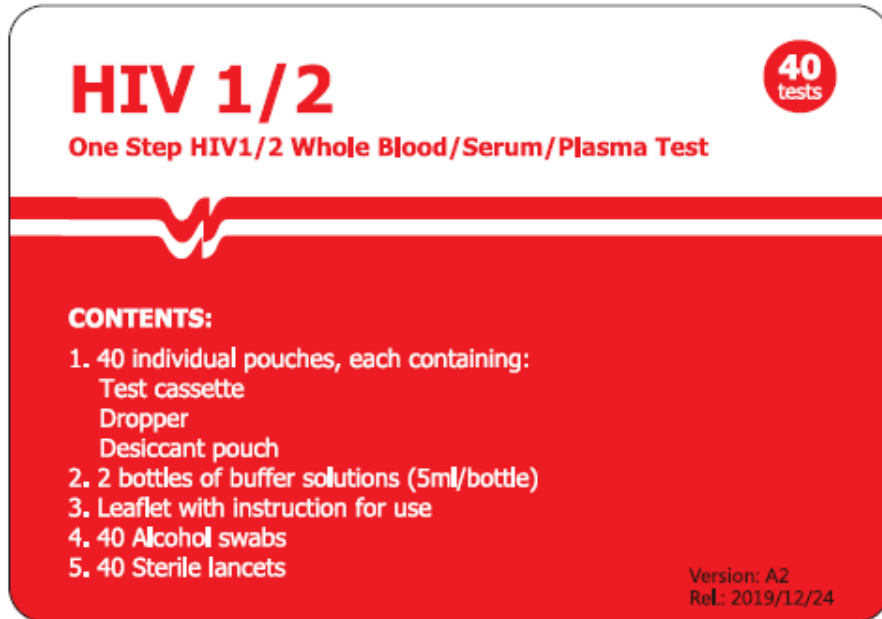 HIV 1/2
40
tests
One Step HIV1/2 Whole Blood/Serum/Plasma Test
CONTENTS:
1. 40 individual pouches, each containing:
Test cassette
Dropper
Desiccant pouch
2. 2 bottles of buffer solutions (5ml/bottle)
3. Leaflet with instruction for use
4. 40 Alcohol swabs
5. 40 Sterile lancets
Version: A2
Rel.: 2019/12/24